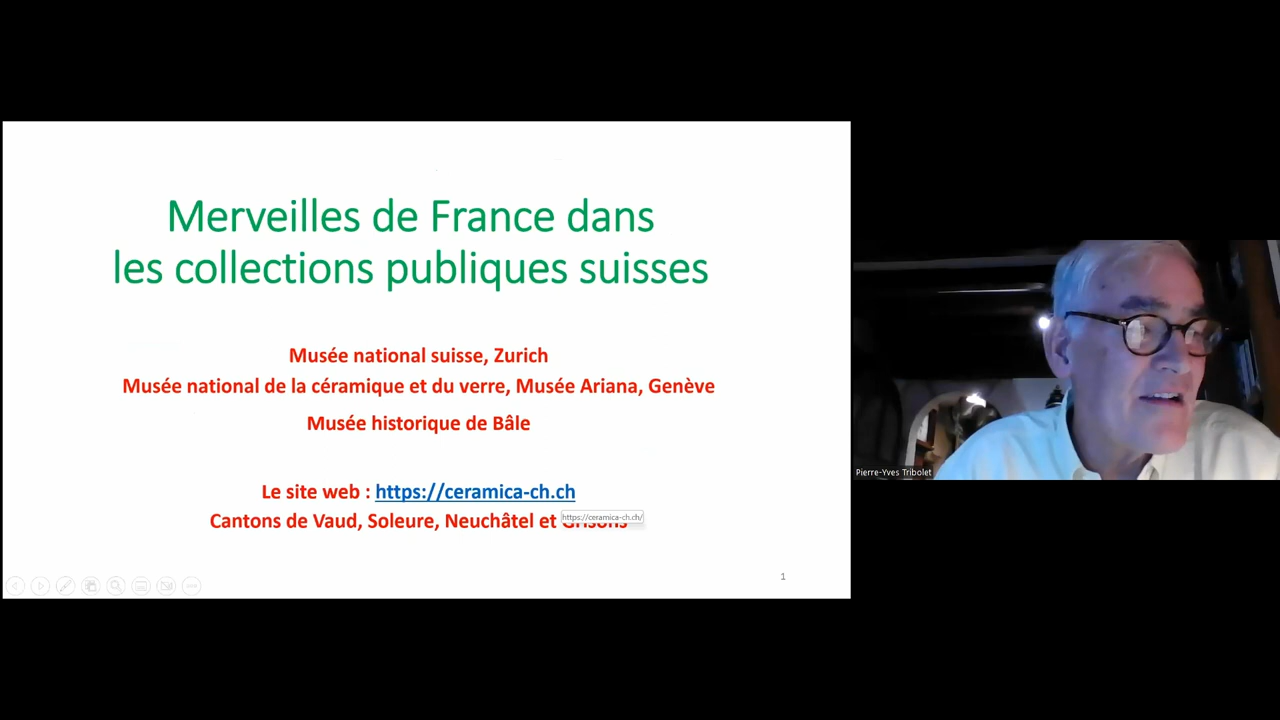 Merveilles de France dans
les collections publiques suisses
Musée national suisse, Zurich
Musée national de la céramique et du verre, Musée Ariana, Genève
Musée historique de Bâle
Le site web : https://ceramica-ch.ch
Cantons de Vaud, Soleure, Neuchâtel et Grisons
https://ceramica-ch.ch/
1
Pierre-Yves Tribolet